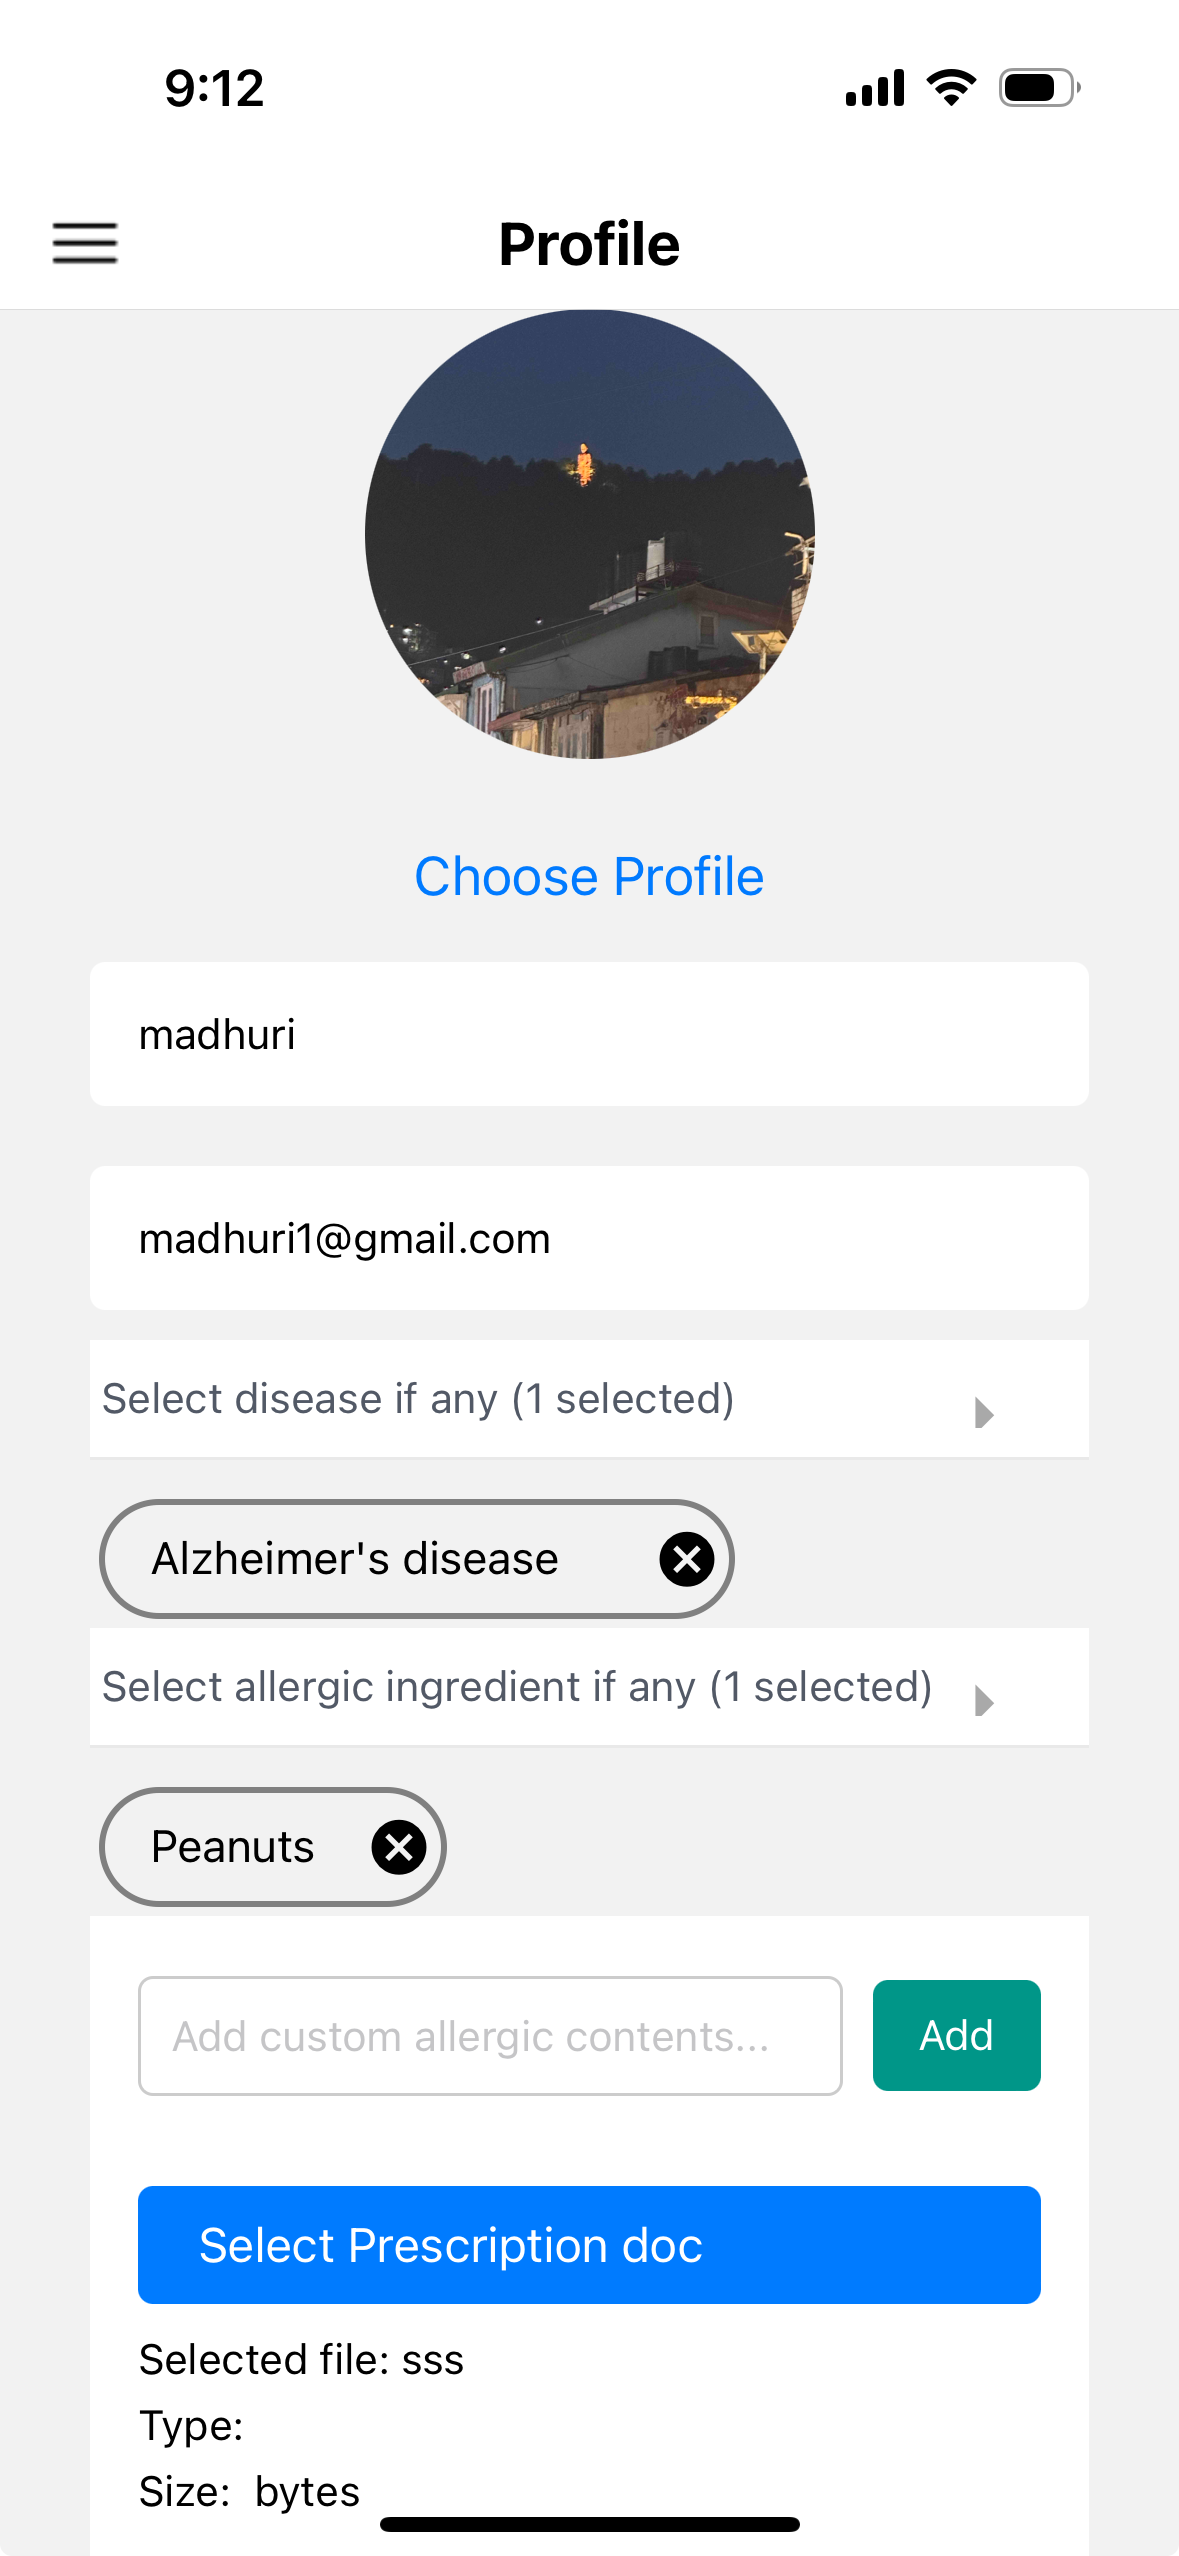 9:12
Profile
Choose Profile
madhuri
madhuri1@gmail.com
Select disease if any (1 selected)
Alzheimer's disease
Select allergic ingredient if any (1 selected)
Peanuts
Add custom allergic contents...
Add
Select Prescription doc
Selected file: sss
Type:
Size:  bytes